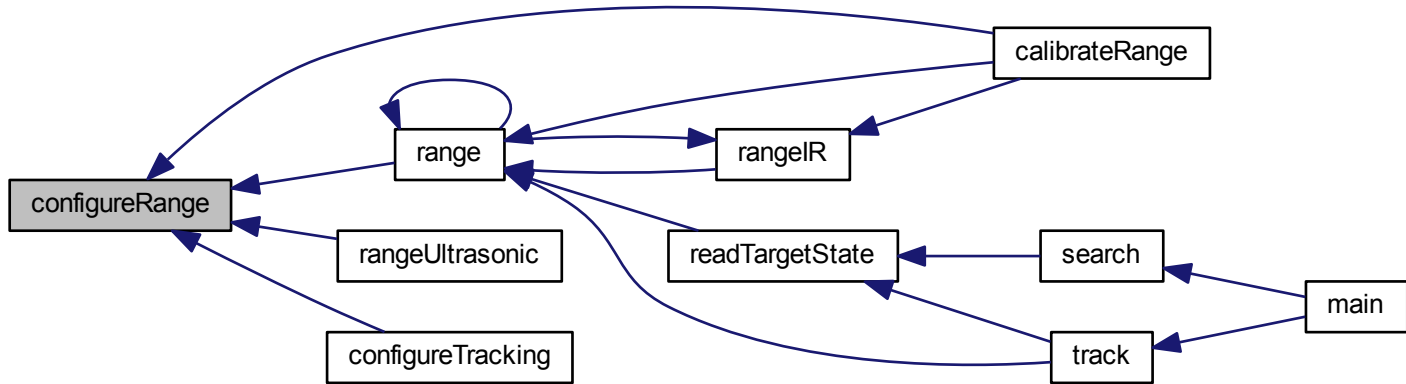 calibrateRange
range
rangeIR
configureRange
rangeUltrasonic
readTargetState
search
main
configureTracking
track